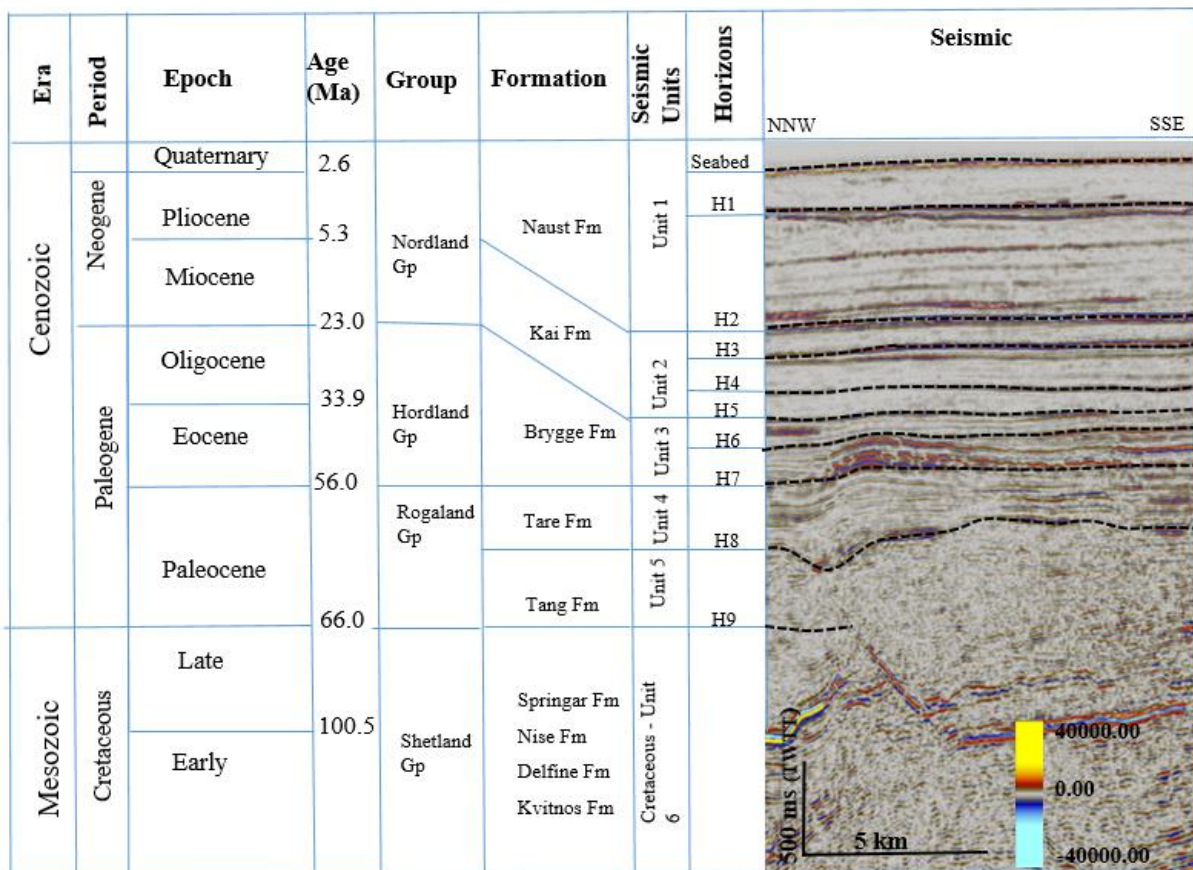 Era
Period
Epoch
Age
(Ma)
Group
Formation
Seismic
Units
Horizons
Seismic
NNW
SSE
Cenozoic
Mesozoic
Neogene
Paleogene
Cretaceous
Quaternary
Pliocene
Miocene
Oligocene
Eocene
Paleocene
Late
Early
2.6
5.3
23.0
33.9
56.0
66.0
100.5
Nordland
Gp
Hordland
Gp
Rogaland
Gp
Shetland
Gp
Naust Fm
Kai Fm
Brygge Fm
Tare Fm
Tang Fm
Springar Fm
Nise Fm
Delfine Fm
Kvitnos Fm
Unit 1
Unit 2
Unit 3
Unit 4
Unit 5
Cretaceous - Unit
6
Seabed
H1
H2
H3
H4
H5
H6
H7
H8
H9
500 ms (TWTT)
5 km
40000.00
0.00
-40000.00